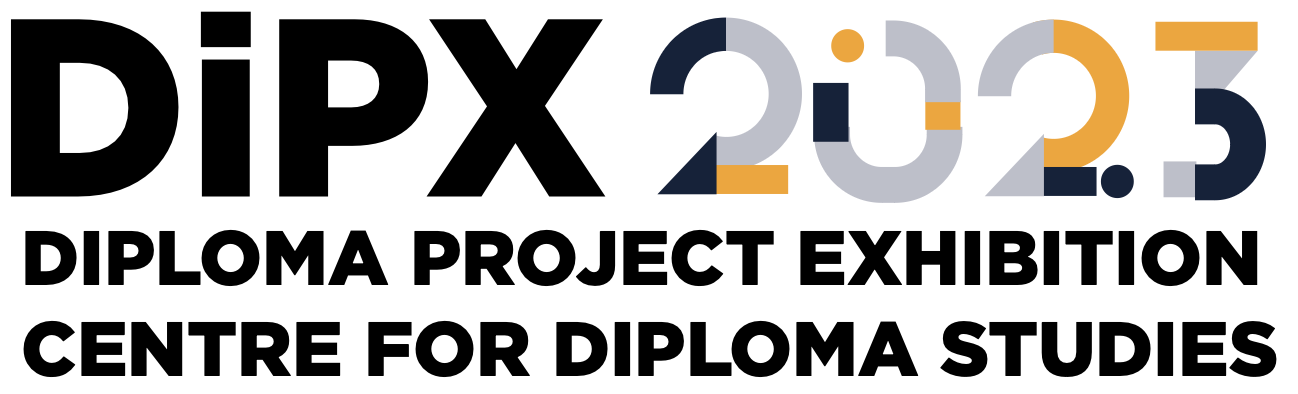 DiPX 2023
DIPLOMA PROJECT EXHIBITION
CENTRE FOR DIPLOMA STUDIES